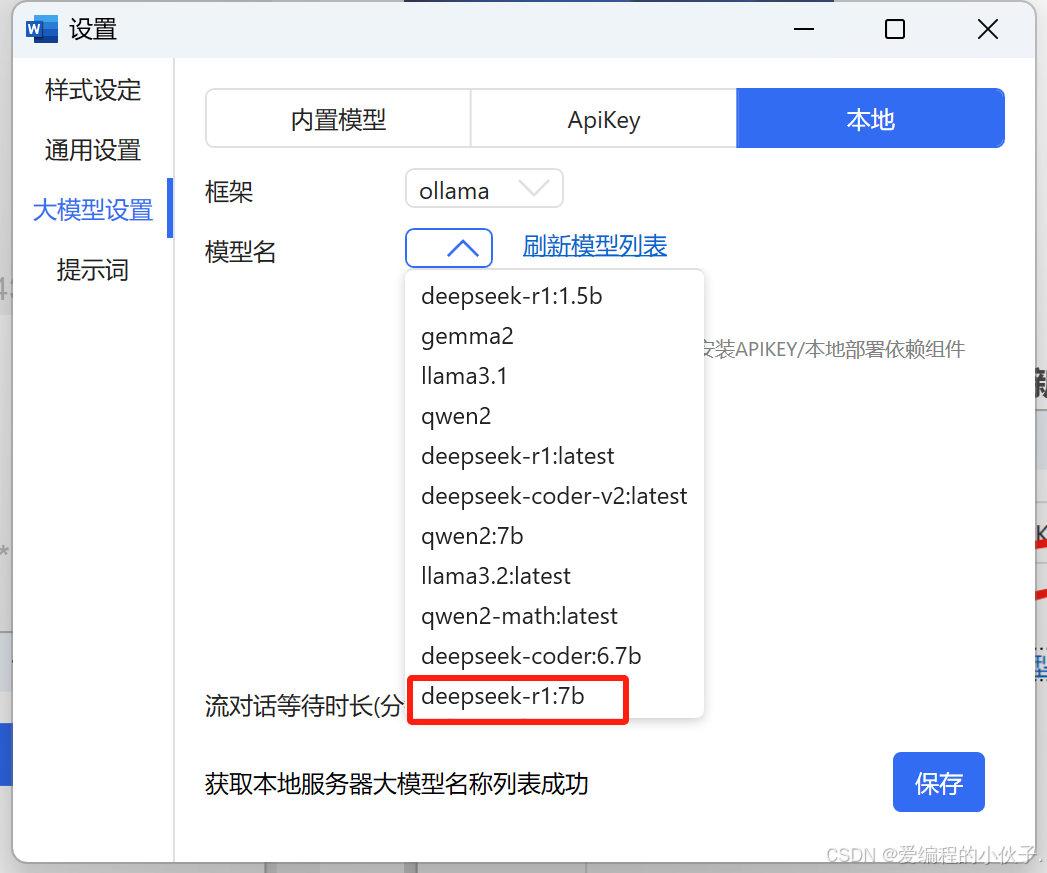 设置
样式设定
通用设置
大模型设置
提示词
内置模型 ApiKey 本地
框架 ollama
模型名 刷新模型列表
deepseek-r1:1.5b
gemma2
安装APIKEY/本地部署依赖组件
llama3.1
qwen2
deepseek-r1:latest
deepseek-coder-v2:latest
qwen2:7b
llama3.2:latest
qwen2-math:latest
deepseek-coder:6.7b
deepseek-r1:7b
流对话等待时长(分
获取本地服务器大模型名称列表成功
保存
CSDN @爱编程的小伙子.